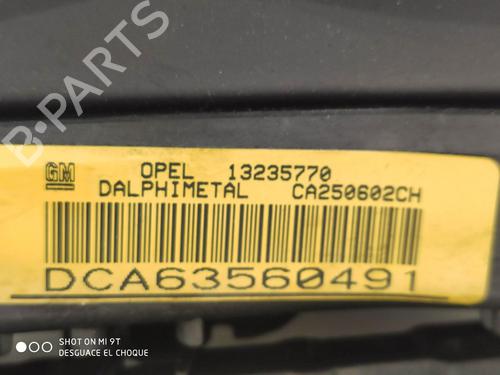 B-PARTS
GM OPEL 13235770
DALPHIMETAL CA250602CH
DCA63560491
SHOT ON MI 9T
DESGUACE EL CHOQUE